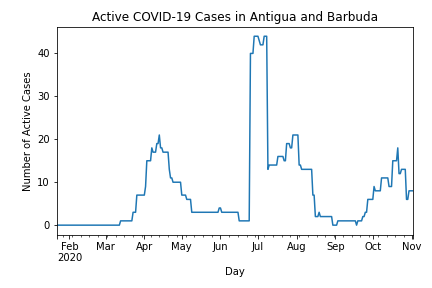 Active COVID-19 Cases in Antigua and Barbuda
Number of Active Cases
40
30
20
10
0
Feb Mar Apr May Jun Jul Aug Sep Oct Nov
2020
Day